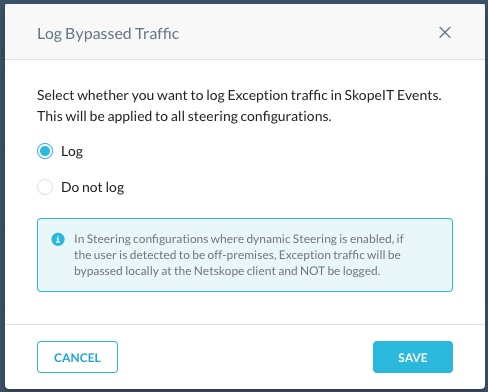 Log Bypassed Traffic
Select whether you want to log Exception traffic in SkopeIT Events.
This will be applied to all steering configurations.
Log
Do not log
In Steering configurations where dynamic Steering is enabled, if
the user is detected to be off-premises, Exception traffic will be
bypassed locally at the Netskope client and NOT be logged.
CANCEL
SAVE